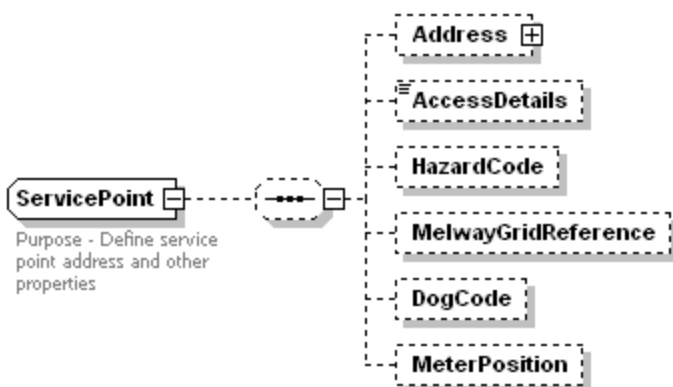 Address
AccessDetails
HazardCode
ServicePoint
Purpose - Define service
point address and other
properties
MelwayGridReference
DogCode
MeterPosition